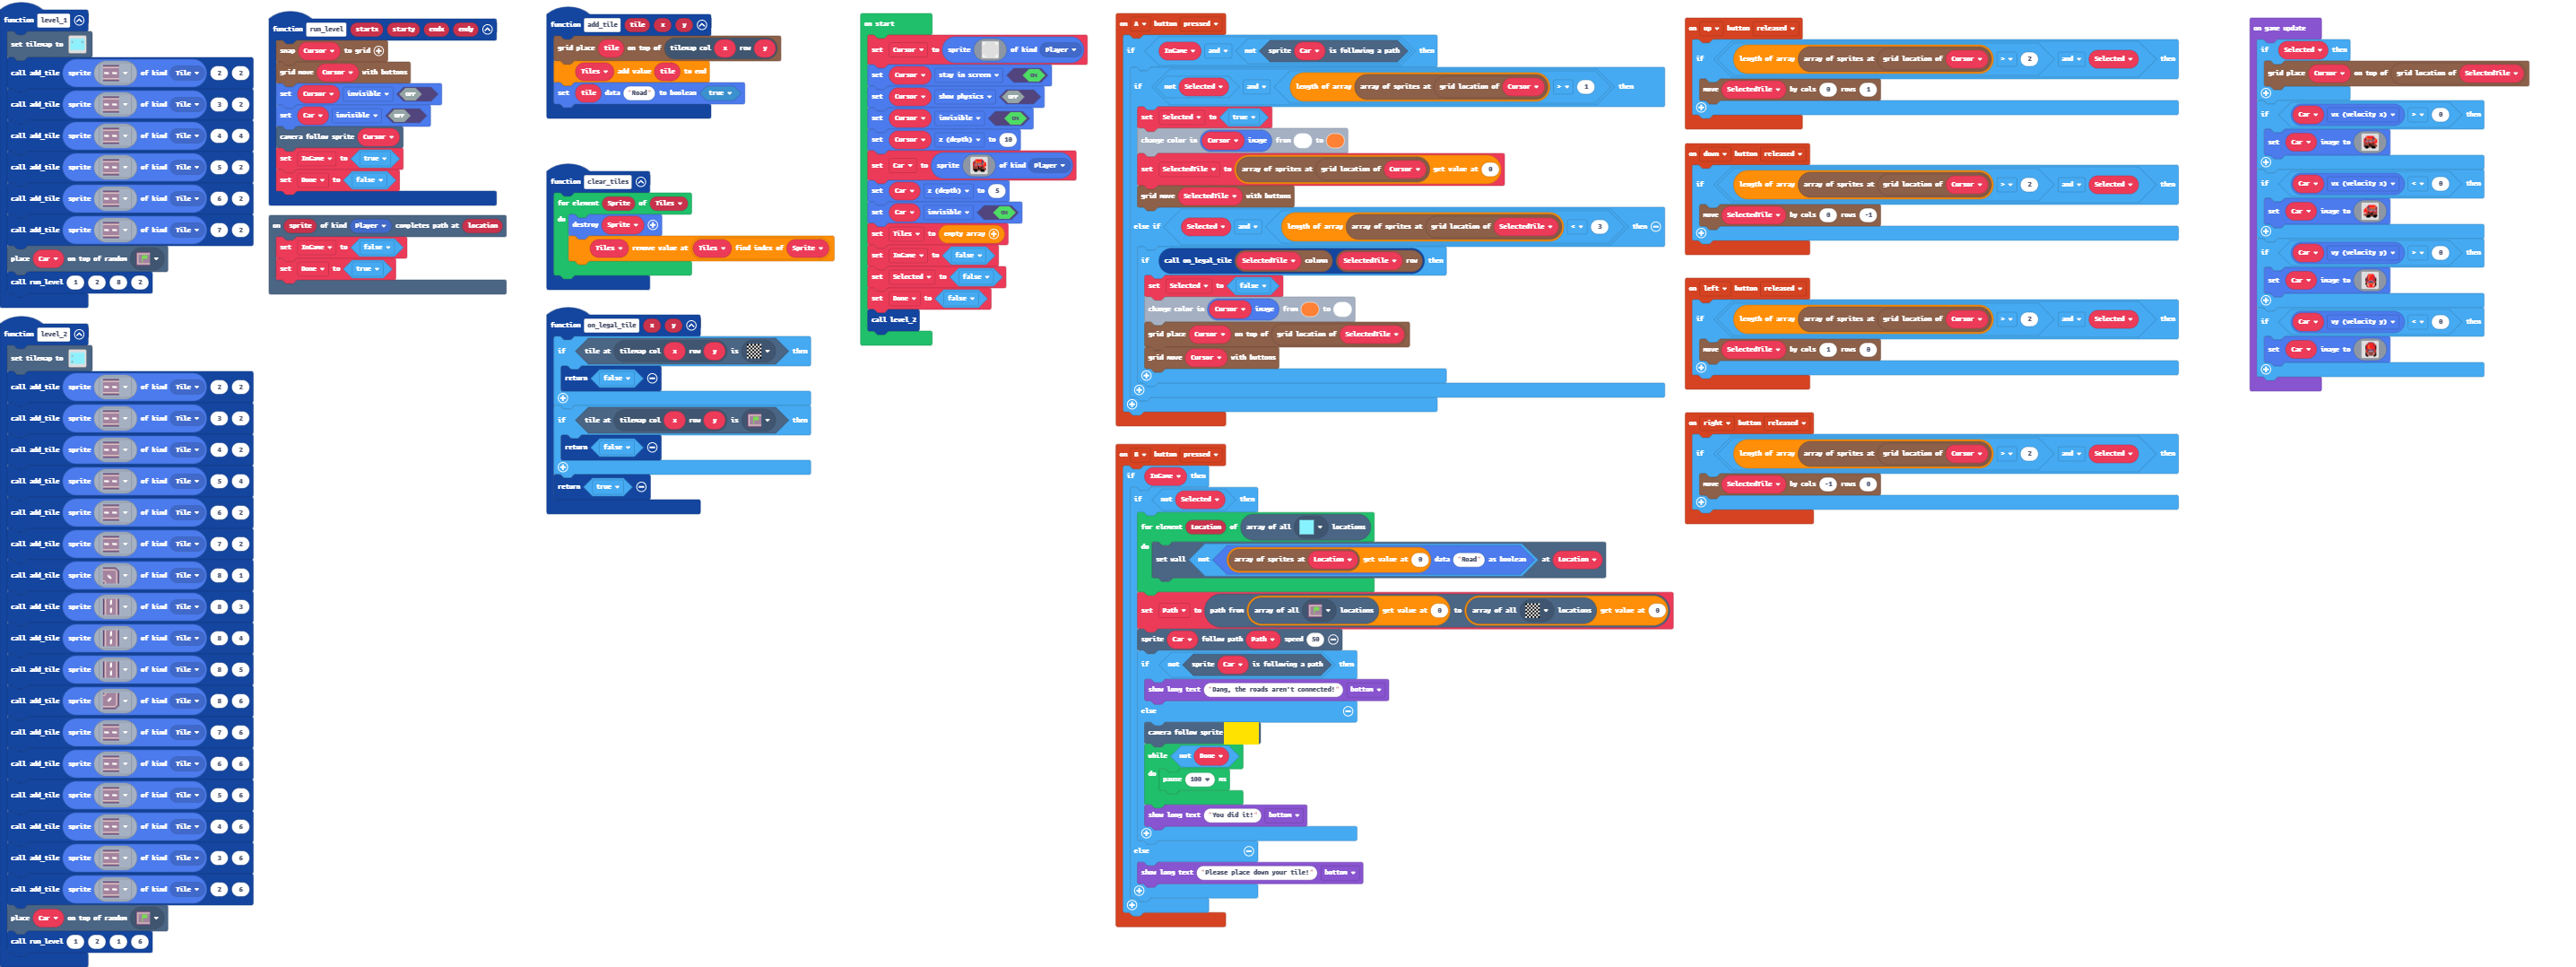 function level_1
set tilemap to
call add_tile sprite of kind Tile 2 2
call add_tile sprite of kind Tile 3 2
call add_tile sprite of kind Tile 4 4
call add_tile sprite of kind Tile 5 2
call add_tile sprite of kind Tile 6 2
call add_tile sprite of kind Tile 7 2
place Car on top of random
call run_level 1 2 8 2
function level_2
set tilemap to
call add_tile sprite of kind Tile 2 2
call add_tile sprite of kind Tile 3 2
call add_tile sprite of kind Tile 4 2
call add_tile sprite of kind Tile 5 4
call add_tile sprite of kind Tile 6 2
call add_tile sprite of kind Tile 7 2
call add_tile sprite of kind Tile 8 1
call add_tile sprite of kind Tile 8 3
call add_tile sprite of kind Tile 8 4
call add_tile sprite of kind Tile 8 5
call add_tile sprite of kind Tile 8 6
call add_tile sprite of kind Tile 7 6
call add_tile sprite of kind Tile 6 6
call add_tile sprite of kind Tile 5 6
call add_tile sprite of kind Tile 4 6
call add_tile sprite of kind Tile 3 6
call add_tile sprite of kind Tile 2 6
place Car on top of random
call run_level 1 2 1 6
function run_level startx starty endx endy
snap Cursor to grid
grid move Cursor with buttons
set Cursor invisible OFF
set Car invisible OFF
camera follow sprite Cursor
set InGame to true
set Done to false
on sprite of kind Player completes path at location
set InGame to false
set Done to true
function add_tile tile x y
grid place tile on top of tilemap col x row y
Tiles add value tile to end
set tile data "Road" to boolean true
function clear_tiles
for element Sprite of Tiles
do
destroy Sprite
Tiles remove value at Tiles find index of Sprite
function on_legal_tile x y
if tile at tilemap col x row y is then
return false
if tile at tilemap col x row y is then
return false
return true
on start
set Cursor to sprite of kind Player
set Cursor stay in screen ON
set Cursor show physics OFF
set Cursor invisible ON
set Cursor z (depth) to 10
set Car to sprite of kind Player
set Car z (depth) to 5
set Car invisible ON
set Tiles to empty array
set InGame to false
set Selected to false
set Done to false
call level_2
on A button pressed
if InGame and not sprite Car is following a path then
if not Selected and length of array array of sprites at grid location of Cursor > 1 then
set Selected to true
change color in Cursor image from to
set SelectedTile to array of sprites at grid location of Cursor get value at 0
grid move SelectedTile with buttons
else if Selected and length of array array of sprites at grid location of SelectedTile < 3 then
if call on_legal_tile SelectedTile column SelectedTile row then
set Selected to false
change color in Cursor image from to
grid place Cursor on top of grid location of SelectedTile
grid move Cursor with buttons
on B button pressed
if InGame then
if not Selected then
for element Location of array of all locations
do
set wall not array of sprites at Location get value at 0 data "Road" as boolean at Location
set Path to path from array of all locations get value at 0 to array of all locations get value at 0
sprite Car follow path Path speed 50
if not sprite Car is following a path then
show long text "Dang, the roads aren't connected!" bottom
else
camera follow sprite
while not Done
do
pause 100 ms
show long text "You did it!" bottom
else
show long text "Please place down your tile!" bottom
on up button released
if length of array array of sprites at grid location of Cursor > 2 and Selected then
move SelectedTile by cols 0 rows 1
on down button released
if length of array array of sprites at grid location of Cursor > 2 and Selected then
move SelectedTile by cols 0 rows -1
on left button released
if length of array array of sprites at grid location of Cursor > 2 and Selected then
move SelectedTile by cols 1 rows 0
on right button released
if length of array array of sprites at grid location of Cursor > 2 and Selected then
move SelectedTile by cols -1 rows 0
on game update
if Selected then
grid place Cursor on top of grid location of SelectedTile
if Car vx (velocity x) > 0 then
set Car image to
if Car vx (velocity x) < 0 then
set Car image to
if Car vy (velocity y) > 0 then
set Car image to
if Car vy (velocity y) < 0 then
set Car image to